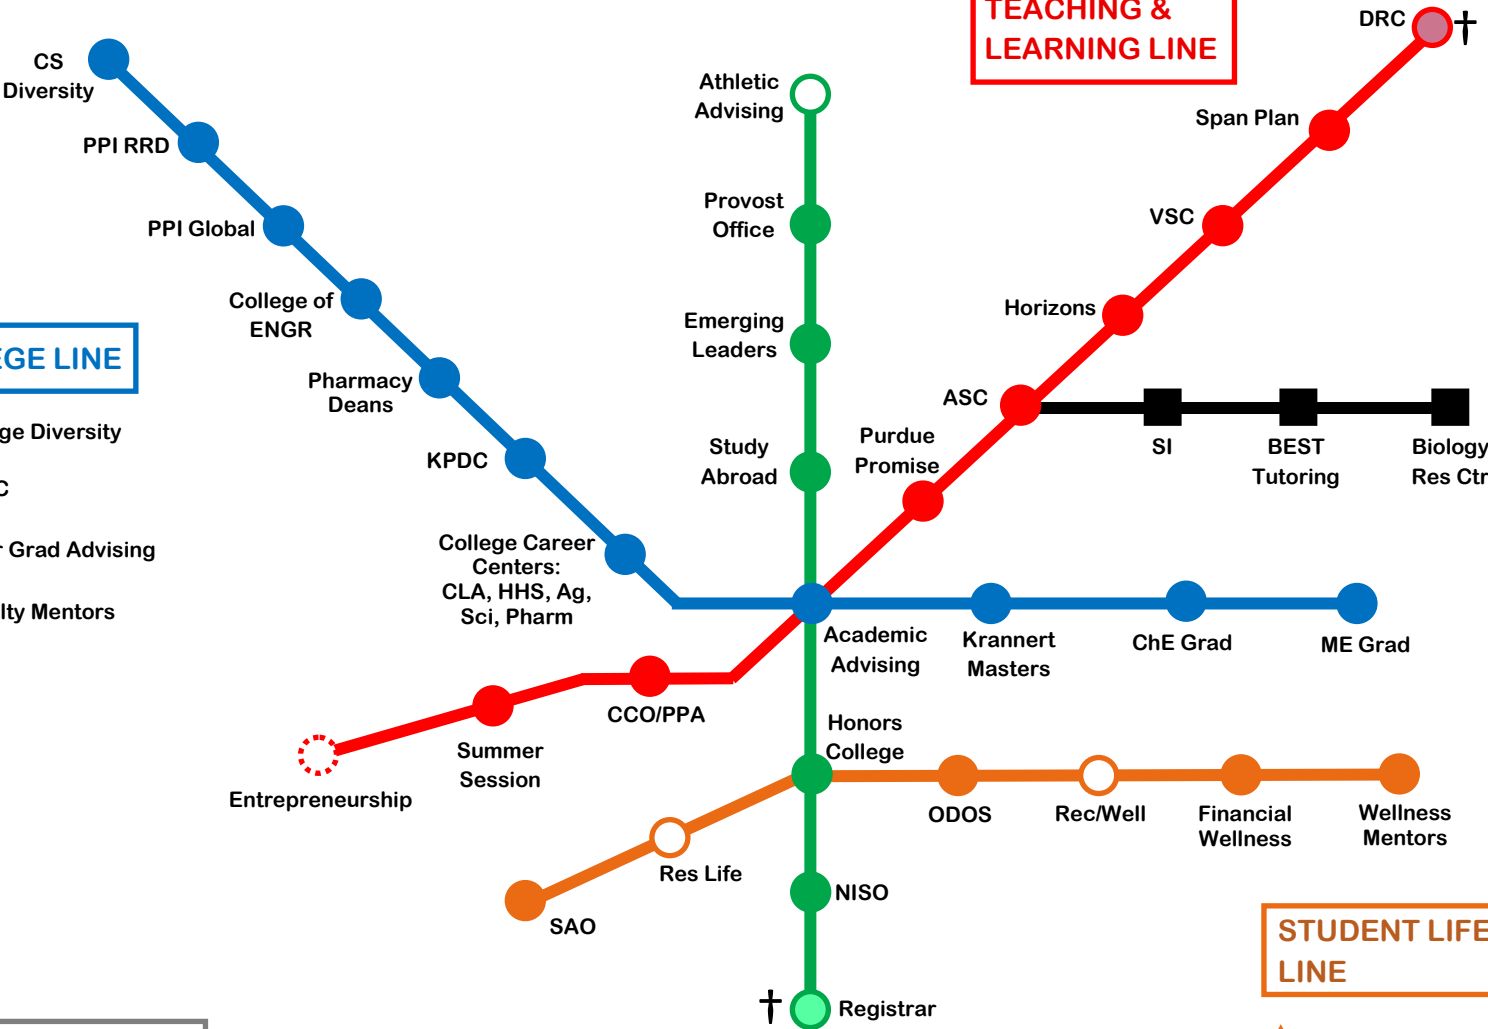 TEACHING &
LEARNING LINE
DRC
†
CS
Diversity
Athletic
Advising
Span Plan
PPI RRD
Provost
Office
VSC
PPI Global
College of
ENGR
Horizons
Emerging
Leaders
EGE LINE
Pharmacy
Deans
ASC
ge Diversity
Purdue
Promise
SI
BEST
Tutoring
Biology
Res Ctr
Study
Abroad
KPDC
C
r Grad Advising
College Career
Centers:
CLA, HHS, Ag,
Sci, Pharm
lty Mentors
Academic
Advising
Krannert
Masters
ChE Grad
ME Grad
CCO/PPA
Honors
College
Summer
Session
Entrepreneurship
ODOS
Rec/Well
Financial
Wellness
Wellness
Mentors
Res Life
NISO
SAO
STUDENT LIFE
LINE
†
Registrar